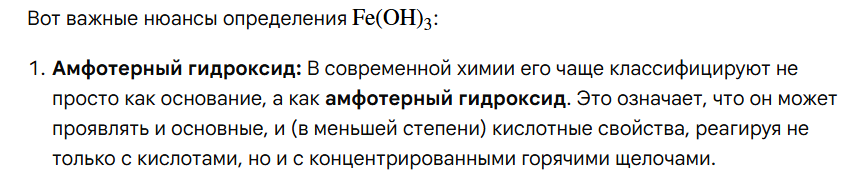 Вот важные нюансы определения Fe(OH)₃:
1. Амфотерный гидроксид: В современной химии его чаще классифицируют не
просто как основание, а как амфотерный гидроксид. Это означает, что он может
проявлять и основные, и (в меньшей степени) кислотные свойства, реагируя не
только с кислотами, но и с концентрированными горячими щелочами.